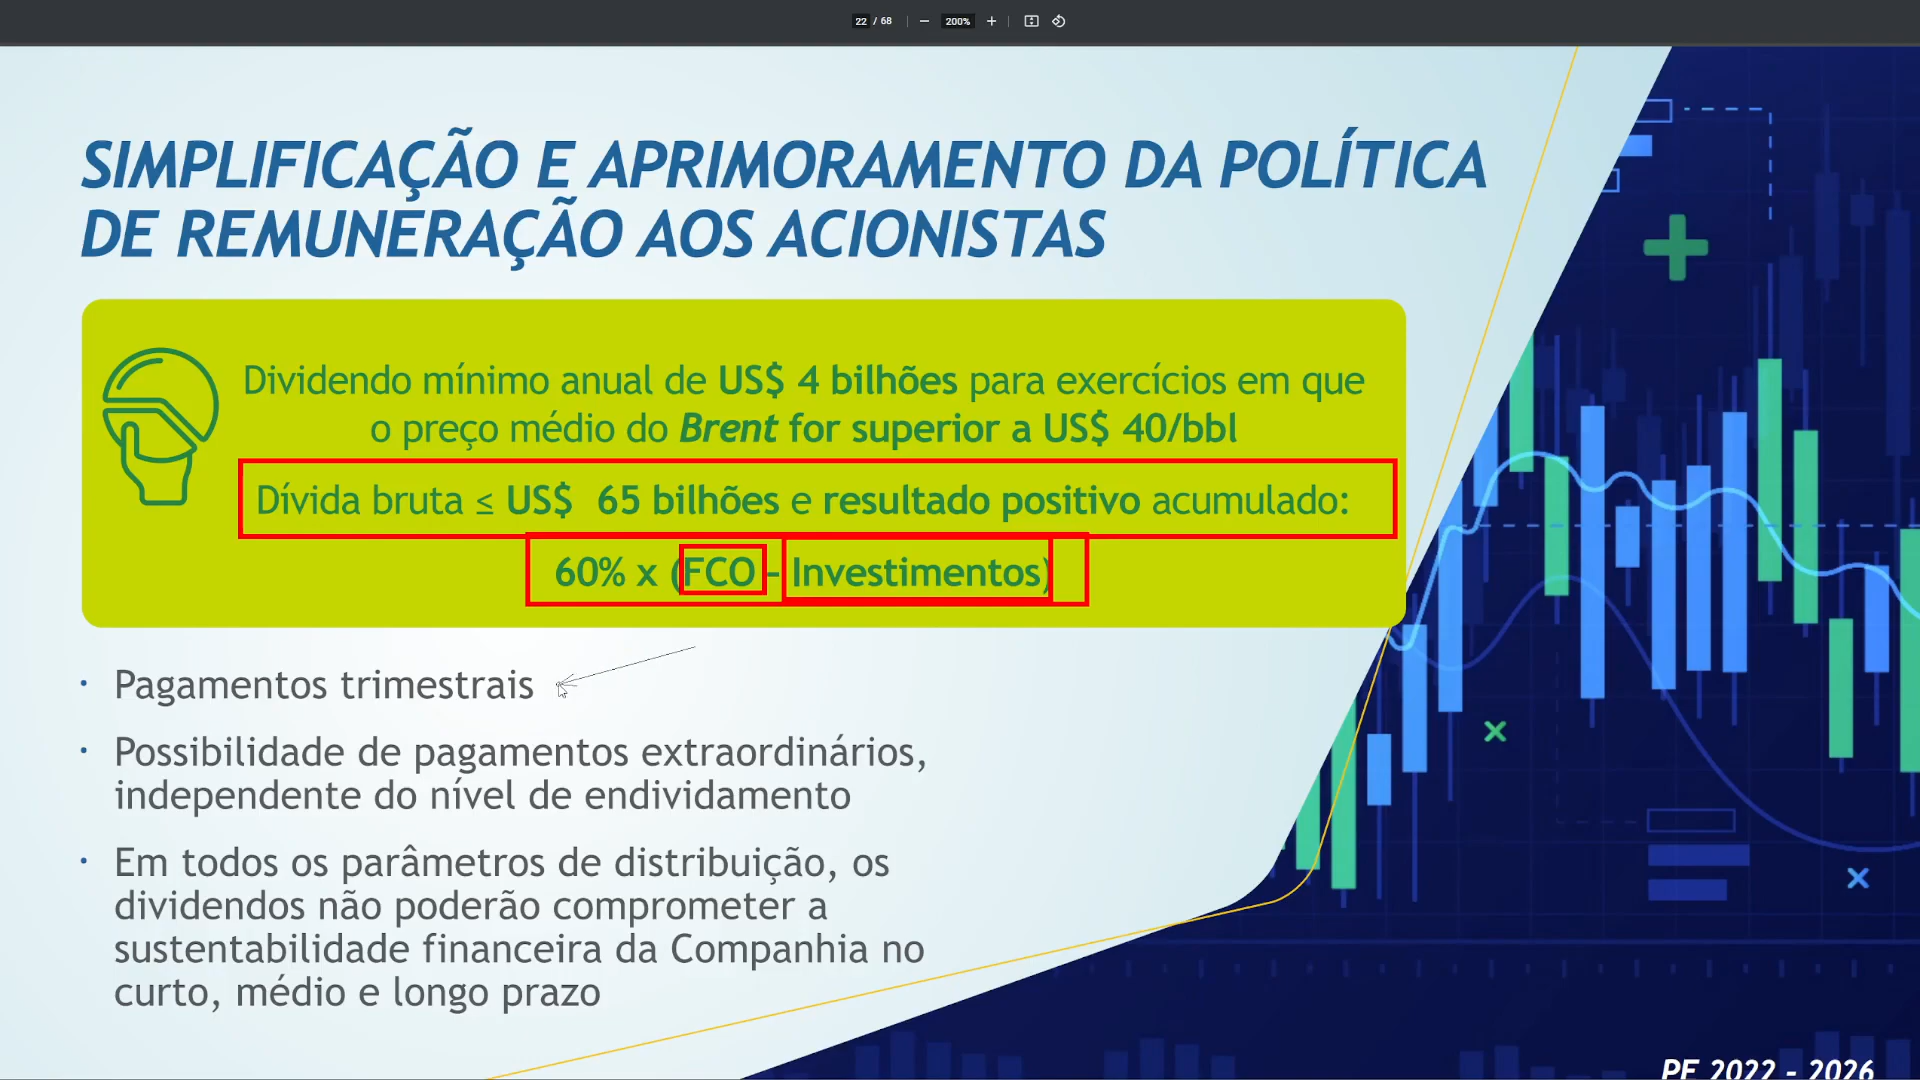 22 / 68
200%
SIMPLIFICAÇÃO E APRIMORAMENTO DA POLÍTICA
DE REMUNERAÇÃO AOS ACIONISTAS
Dividendo mínimo anual de US$ 4 bilhões para exercícios em que
o preço médio do Brent for superior a US$ 40/bbl
Dívida bruta ≤ US$ 65 bilhões e resultado positivo acumulado:
60% x (FCO - Investimentos)
• Pagamentos trimestrais
• Possibilidade de pagamentos extraordinários,
independente do nível de endividamento
• Em todos os parâmetros de distribuição, os
dividendos não poderão comprometer a
sustentabilidade financeira da Companhia no
curto, médio e longo prazo
PE 2022 - 2026